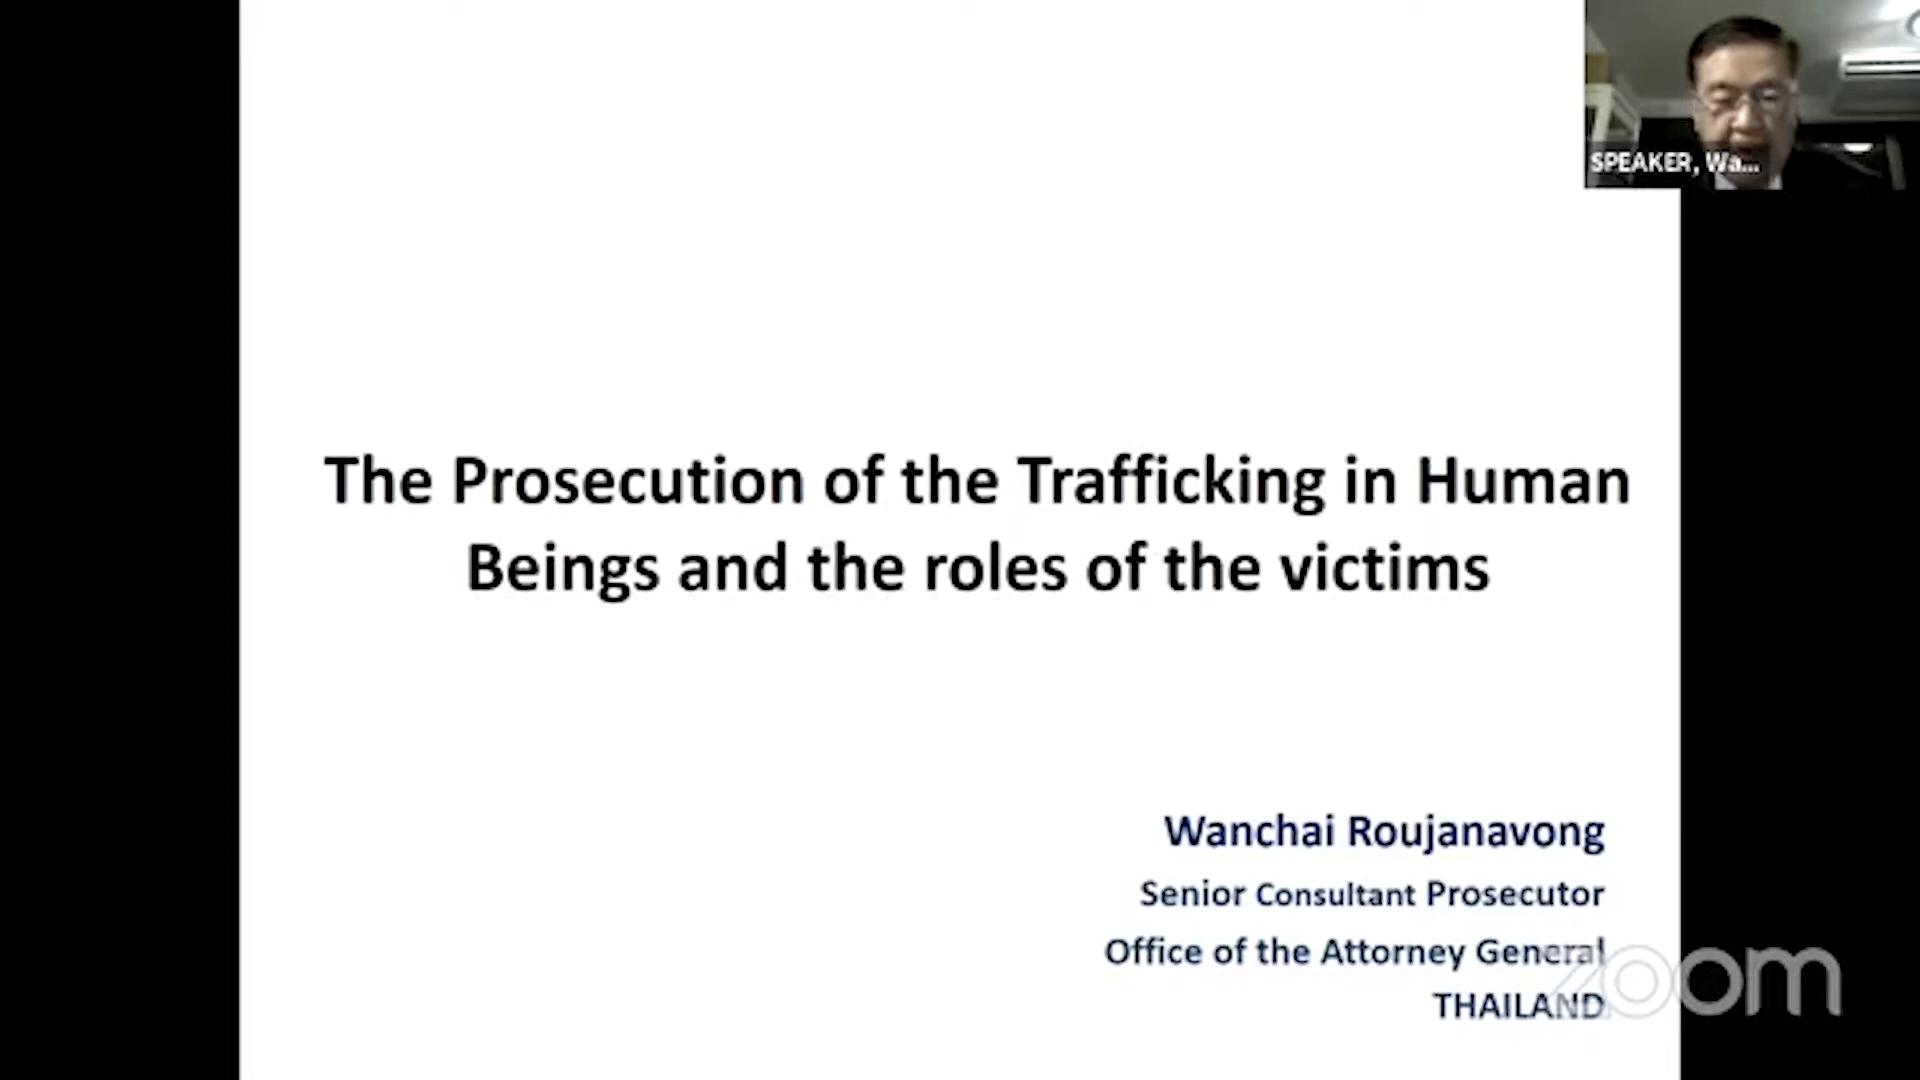 SPEAKER, Wa...
The Prosecution of the Trafficking in Human
Beings and the roles of the victims
Wanchai Roujanavong
Senior Consultant Prosecutor
Office of the Attorney General
THAILAND
zoom